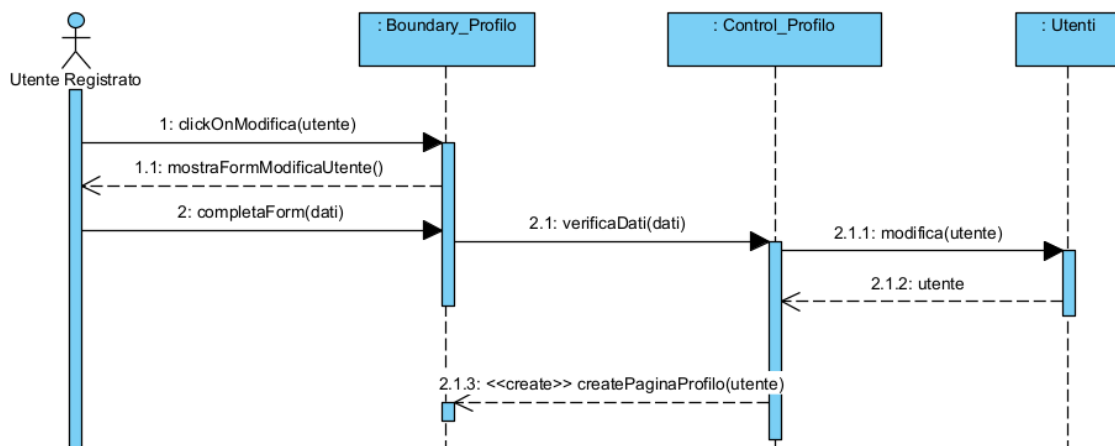 : Boundary_Profilo
: Control_Profilo
: Utenti
Utente Registrato
1: clickOnModifica(utente)
1.1: mostraFormModificaUtente()
2: completaForm(dati)
2.1: verificaDati(dati)
2.1.1: modifica(utente)
2.1.2: utente
2.1.3: <<create>> createPaginaProfilo(utente)